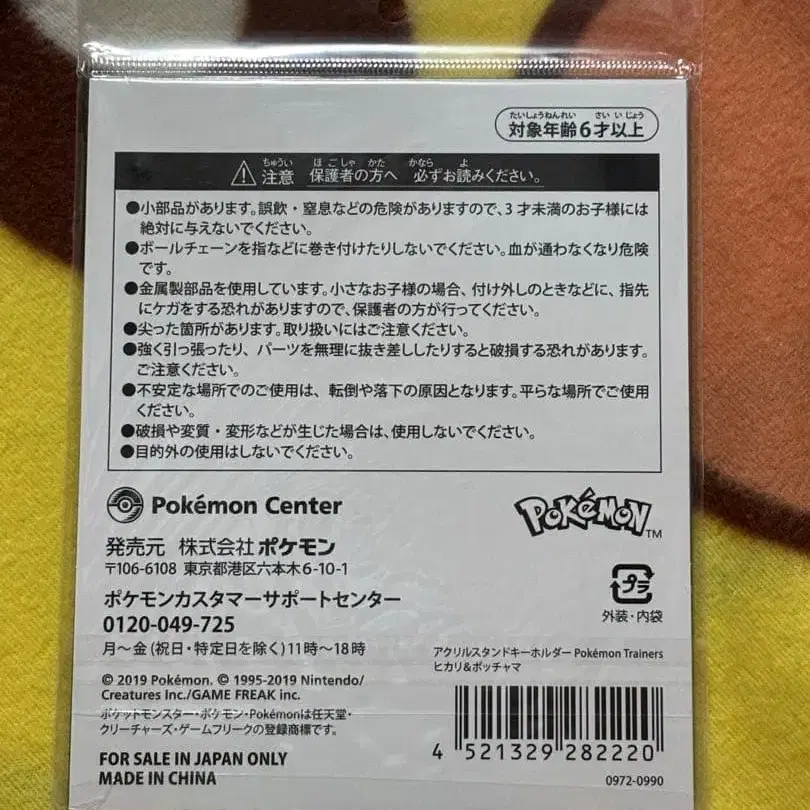 たいしょうねんれい さい いじょう
対象年齢6才以上
ちゅうい ほごしゃ かた かなら よ
注意 保護者の方へ 必ずお読みください。
●小部品があります。誤飲・窒息などの危険がありますので、3才未満のお子様には
絶対に与えないでください。
●ボールチェーンを指などに巻き付けたりしないでください。血が通わなくなり危険
です。
●金属製部品を使用しています。小さなお子様の場合、付け外しのときなどに、指先
にケガをする恐れがありますので、保護者の方が行ってください。
●尖った箇所があります。取り扱いにはご注意ください。
●強く引っ張ったり、パーツを無理に抜き差ししたりすると破損する恐れがあります。
ご注意ください。
●不安定な場所でのご使用は、転倒や落下の原因となります。平らな場所でご使用
ください。
●破損や変質・変形などが生じた場合は、使用しないでください。
●目的外の使用はしないでください。
Pokémon Center
POKéMON TM
発売元 株式会社ポケモン
〒106-6108 東京都港区六本木6-10-1
プラ
外装・内袋
ポケモンカスタマーサポートセンター
0120-049-725
月～金(祝日・特定日を除く)11時～18時
アクリルスタンドキーホルダー Pokémon Trainers
ヒカリ&ポッチャマ
© 2019 Pokémon. © 1995-2019 Nintendo/
Creatures Inc./GAME FREAK inc.
ポケットモンスター・ポケモン・Pokémonは任天堂・
クリーチャーズ・ゲームフリークの登録商標です。
FOR SALE IN JAPAN ONLY
MADE IN CHINA
4 521329 282220
0972-0990